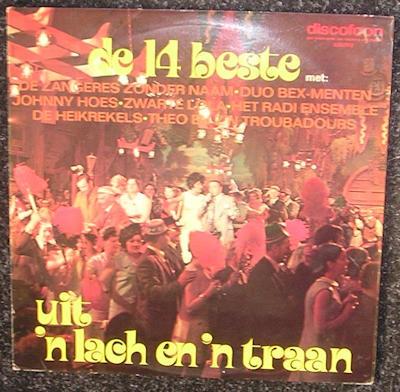 discofoon
de 14 beste
met:
DE ZANGERES ZONDER NAAM • DUO BEX-MENTEN
JOHNNY HOES • ZWARTE LOLA • HET RADI ENSEMBLE
DE HEIKREKELS • THEO TROUBADOURS
uit
'n lach en 'n traan